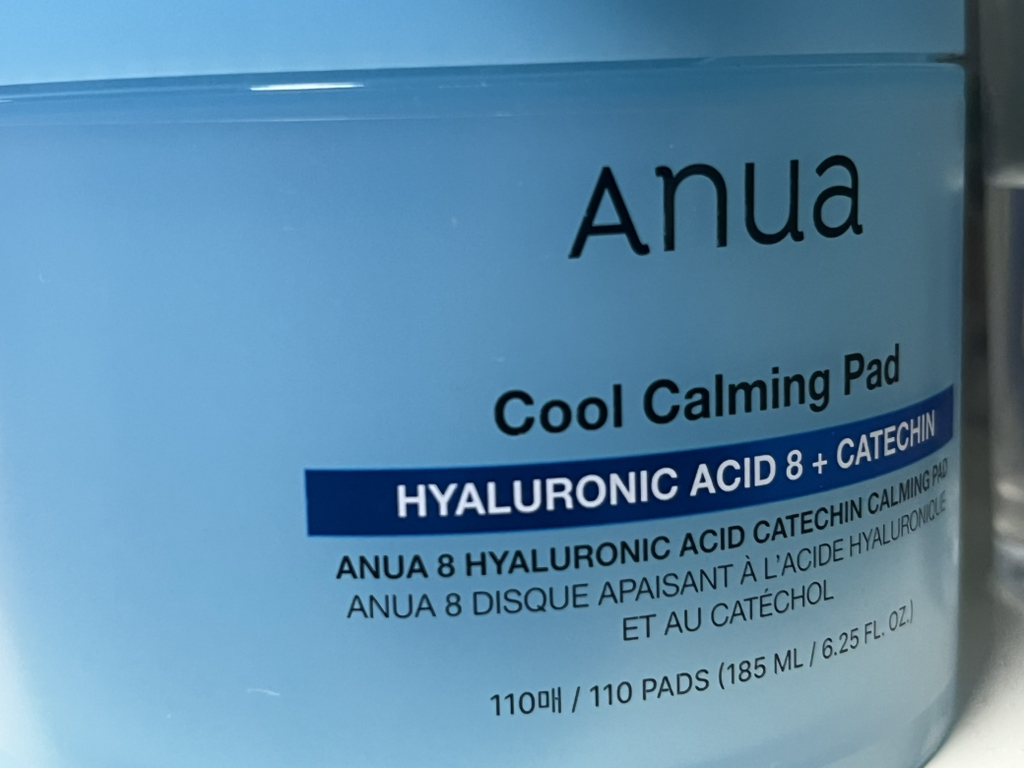 Anua
Cool Calming Pad
HYALURONIC ACID 8 + CATECHIN
ANUA 8 HYALURONIC ACID CATECHIN CALMING PAD
ANUA 8 DISQUE APAISANT À L'ACIDE HYALURONIQUE
ET AU CATÉCHOL
110매 / 110 PADS (185 ML / 6.25 FL. OZ.)